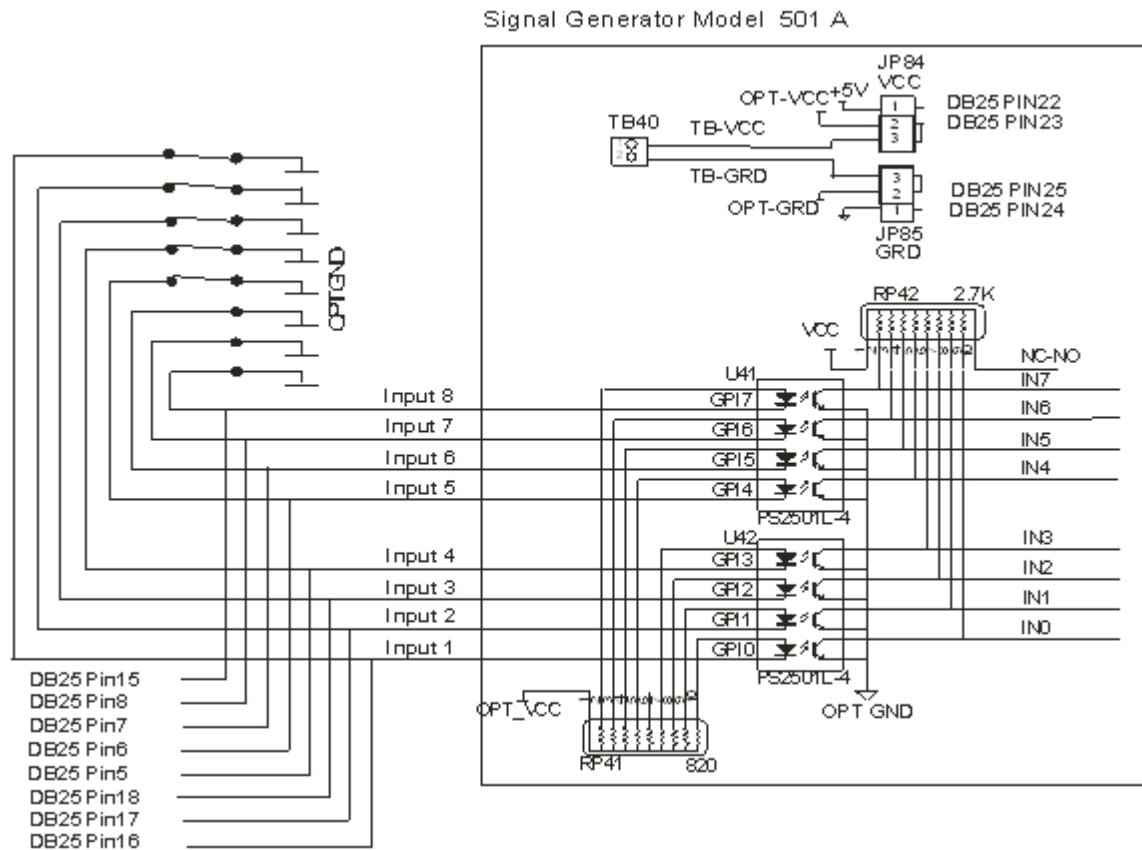 Signal Generator Model 501 A
JP84
VCC
OPT-VCC
+5V
1
2
3
DB25 PIN22
DB25 PIN23
TB40
1
2
TB-VCC
TB-GRD
3
2
1
OPT-GRD
DB25 PIN25
DB25 PIN24
JP85
GRD
OPTGND
RP42
2.7K
VCC
NC-NO
U41
Input 8
GPI7
IN7
Input 7
GPI6
IN6
Input 6
GPI5
IN5
Input 5
GPI4
IN4
PS2501L-4
U42
Input 4
GPI3
IN3
Input 3
GPI2
IN2
Input 2
GPI1
IN1
Input 1
GPI0
IN0
PS2501L-4
DB25 Pin15
DB25 Pin8
DB25 Pin7
DB25 Pin6
DB25 Pin5
DB25 Pin18
DB25 Pin17
DB25 Pin16
OPT_VCC
OPT GND
RP41
820